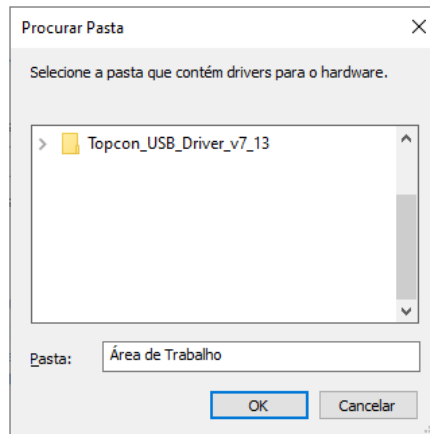 Procurar Pasta
Selecione a pasta que contém drivers para o hardware.
Topcon_USB_Driver_v7_13
Pasta: Área de Trabalho
OK Cancelar